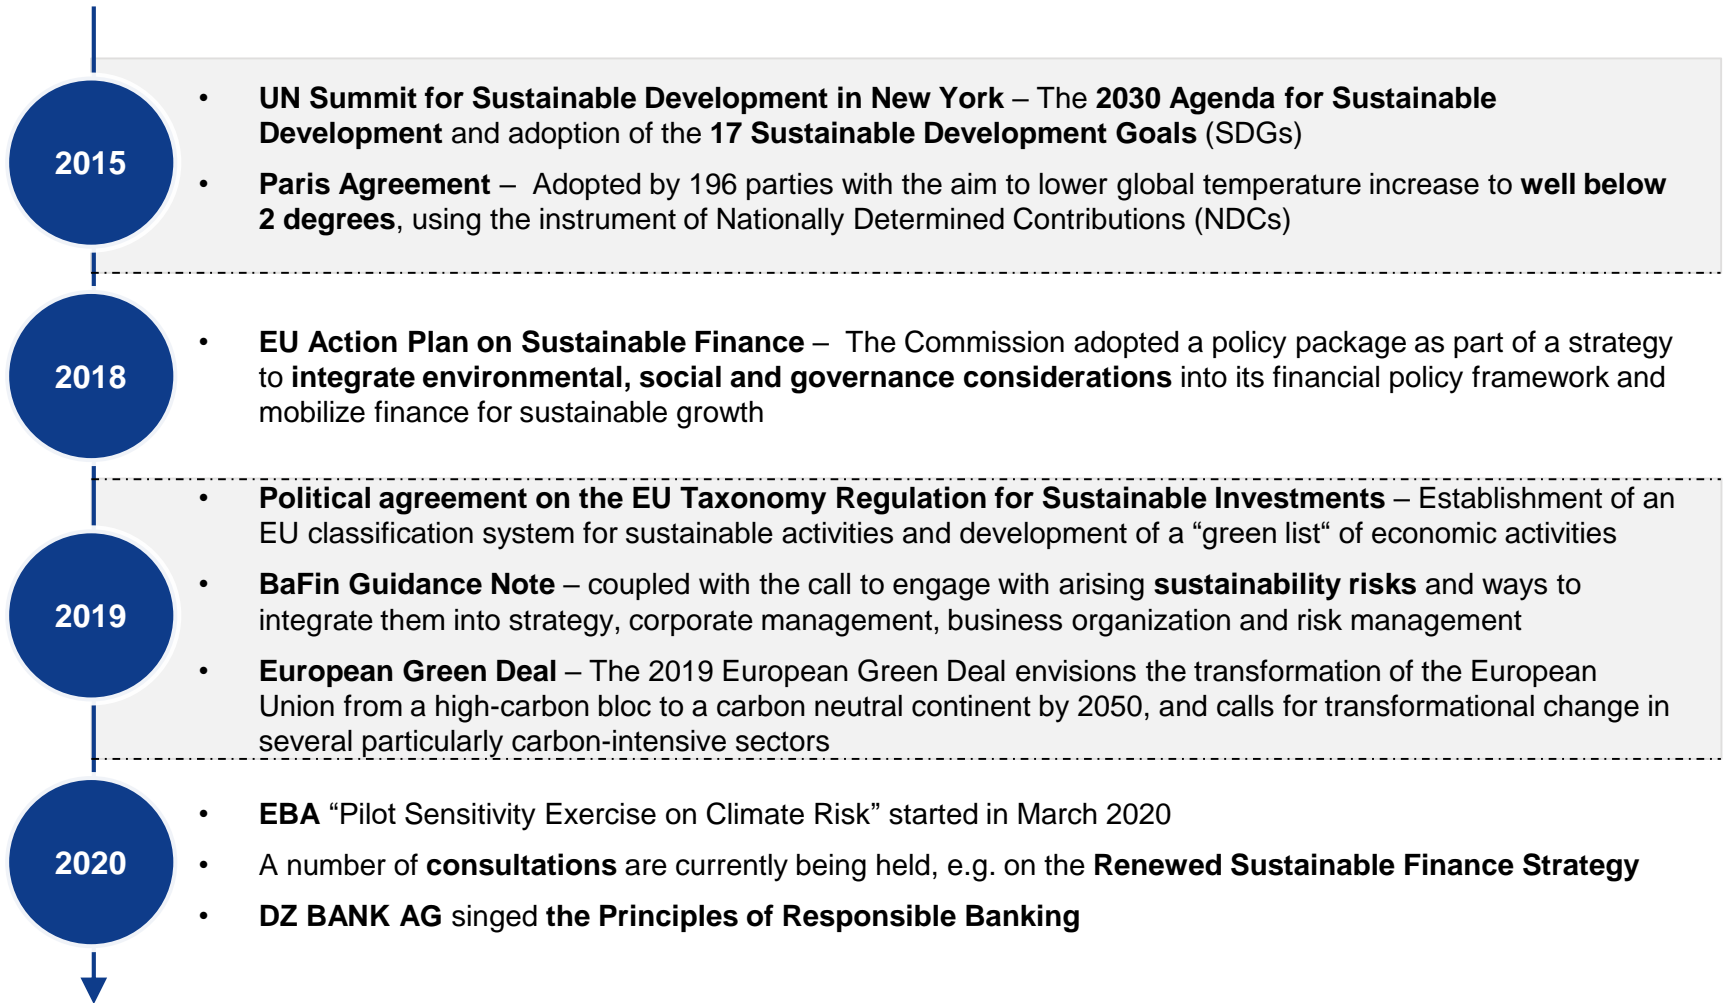 2015
• UN Summit for Sustainable Development in New York – The 2030 Agenda for Sustainable
Development and adoption of the 17 Sustainable Development Goals (SDGs)
• Paris Agreement – Adopted by 196 parties with the aim to lower global temperature increase to well below
2 degrees, using the instrument of Nationally Determined Contributions (NDCs)
2018
• EU Action Plan on Sustainable Finance – The Commission adopted a policy package as part of a strategy
to integrate environmental, social and governance considerations into its financial policy framework and
mobilize finance for sustainable growth
2019
• Political agreement on the EU Taxonomy Regulation for Sustainable Investments – Establishment of an
EU classification system for sustainable activities and development of a “green list“ of economic activities
• BaFin Guidance Note – coupled with the call to engage with arising sustainability risks and ways to
integrate them into strategy, corporate management, business organization and risk management
• European Green Deal – The 2019 European Green Deal envisions the transformation of the European
Union from a high-carbon bloc to a carbon neutral continent by 2050, and calls for transformational change in
several particularly carbon-intensive sectors
2020
• EBA “Pilot Sensitivity Exercise on Climate Risk” started in March 2020
• A number of consultations are currently being held, e.g. on the Renewed Sustainable Finance Strategy
• DZ BANK AG singed the Principles of Responsible Banking